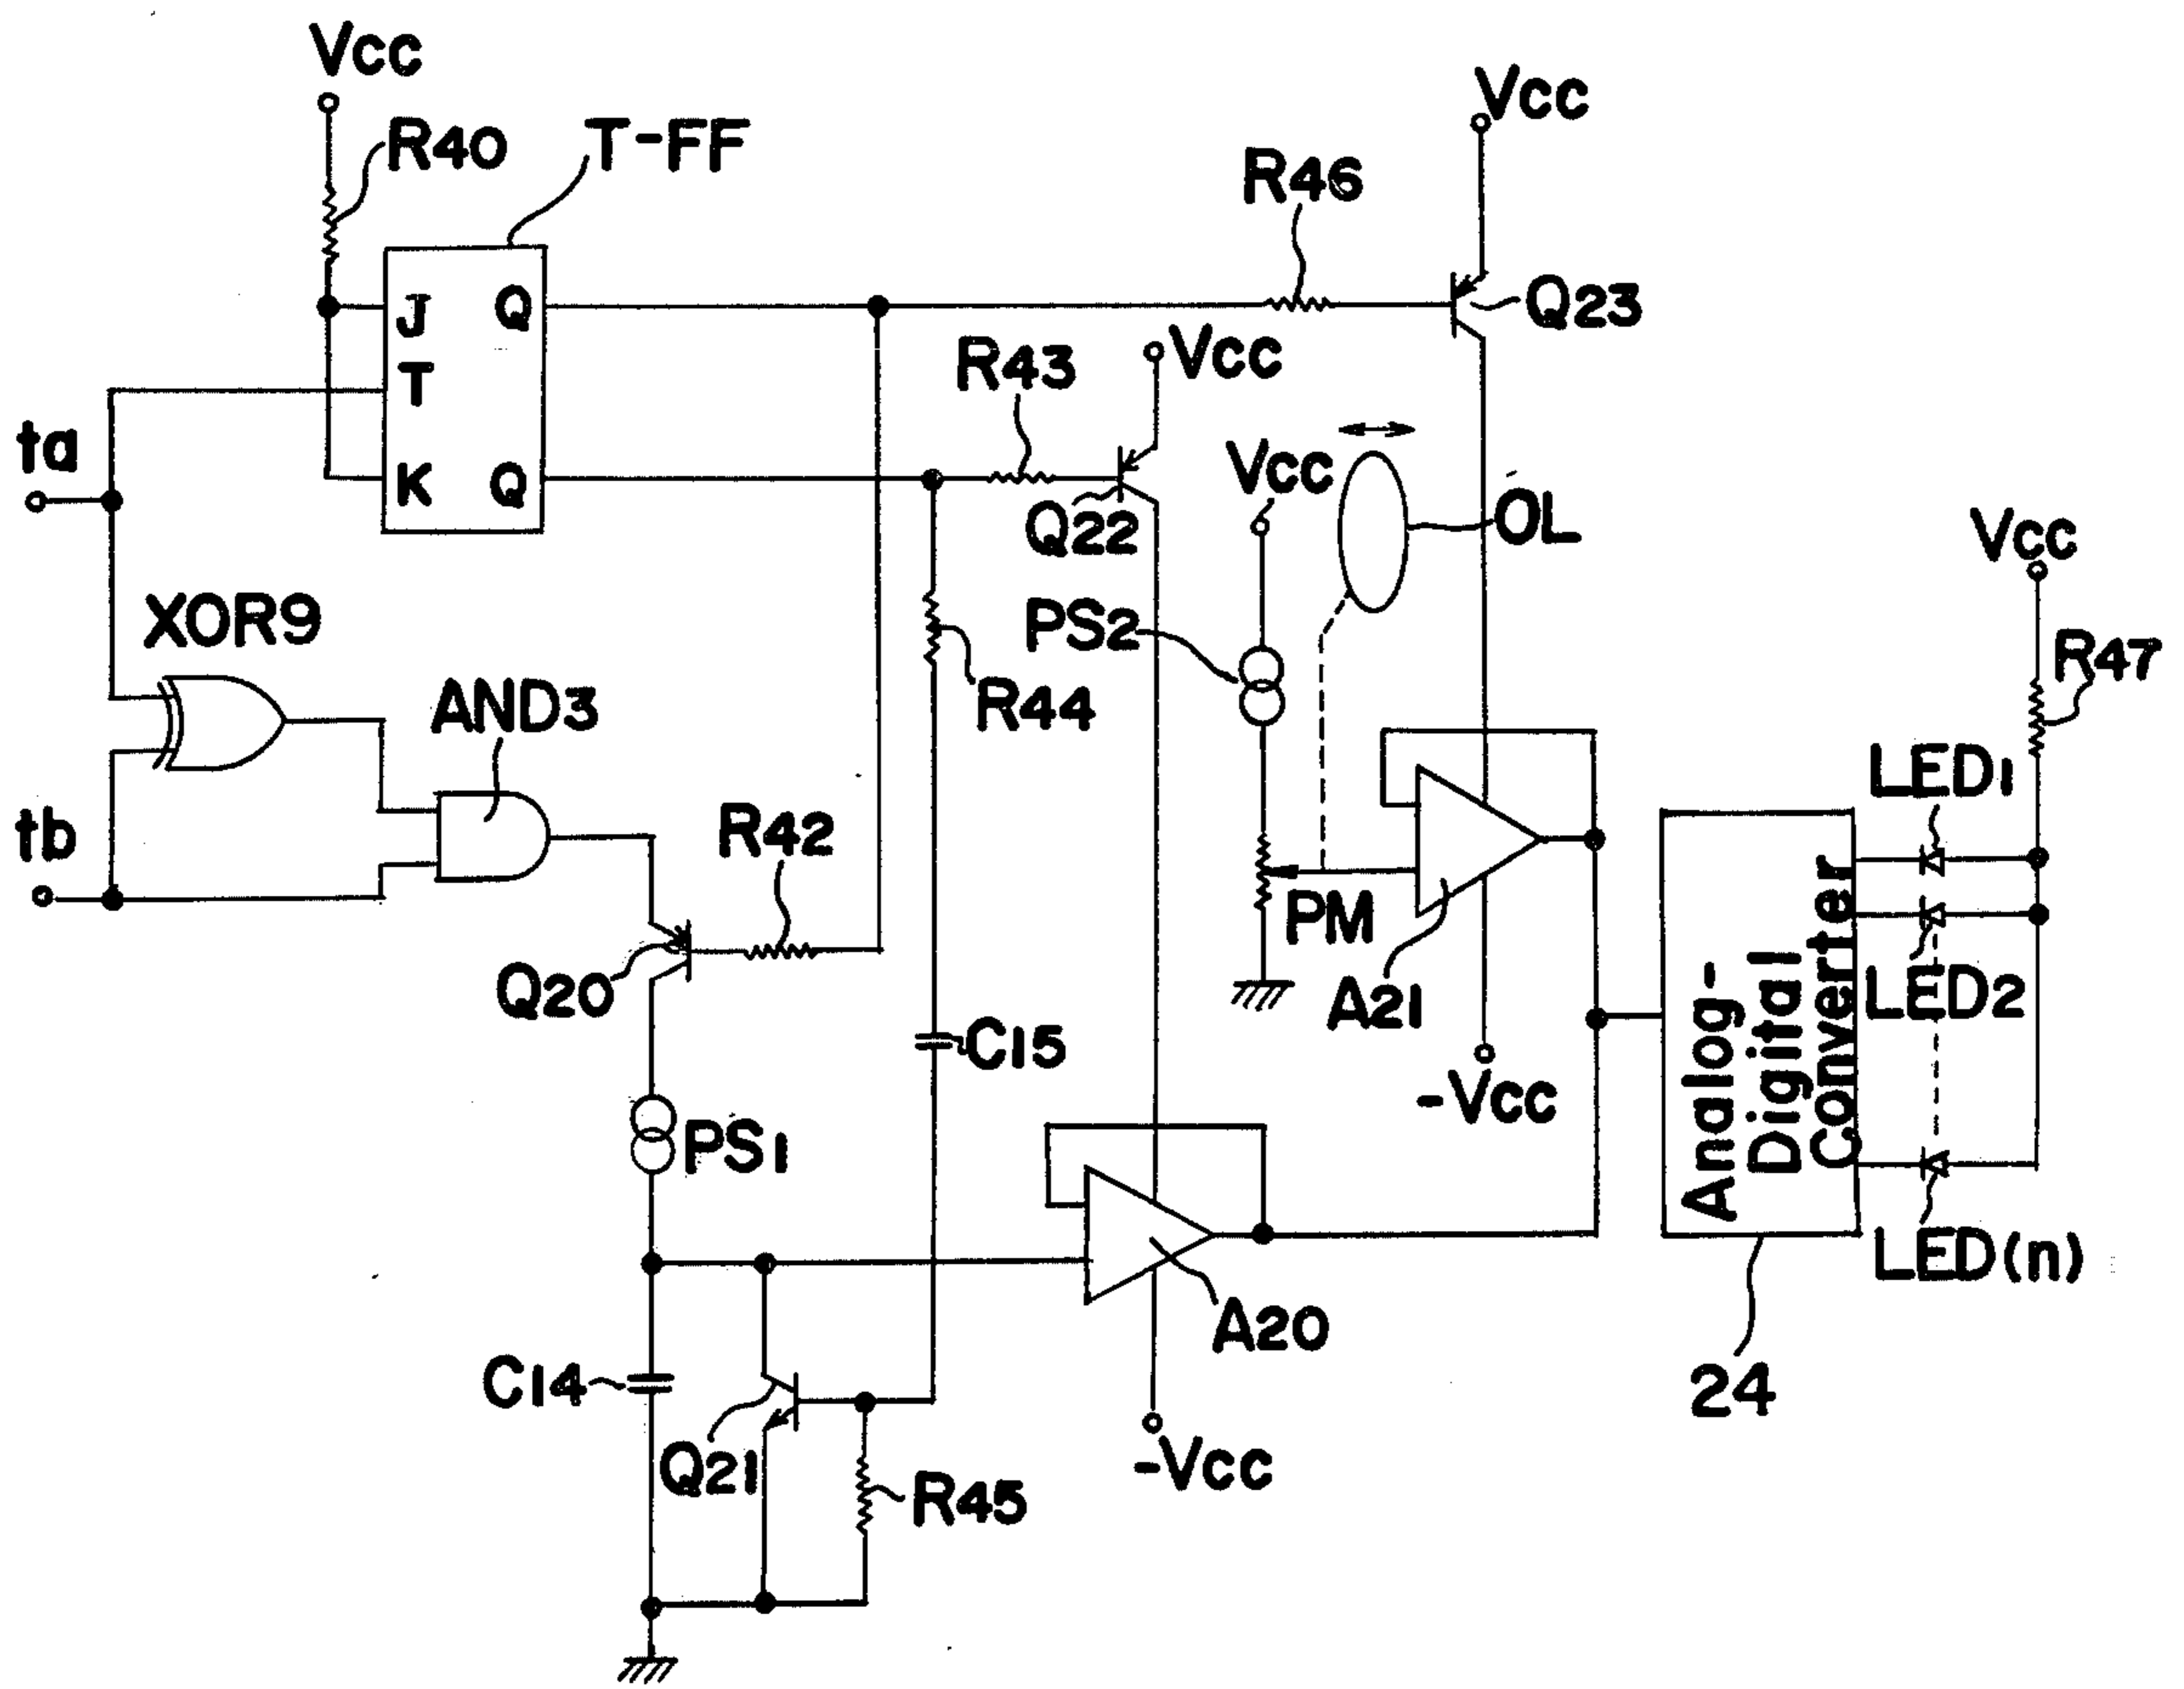 Vcc
R40
T-FF
Vcc
R46
J
Q
Q23
T
R43
Vcc
ta
K
Q
Q22
Vcc
OL
Vcc
XOR9
PS2
R47
AND3
R44
LED1
tb
R42
PM
LED2
Q20
A21
C15
-Vcc
Analog-
Digital
Converter
PS1
LED(n)
A20
C14
24
Q21
-Vcc
R45